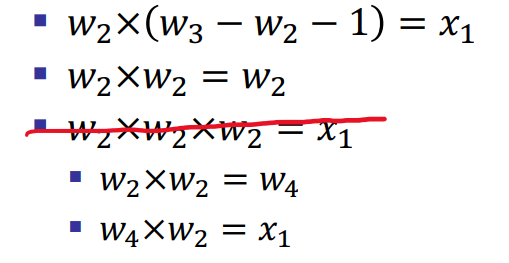 ▪ w₂×(w₃ − w₂ − 1) = x₁
▪ w₂×w₂ = w₂
▪ w₂×w₂×w₂ = x₁
▪ w₂×w₂ = w₄
▪ w₄×w₂ = x₁